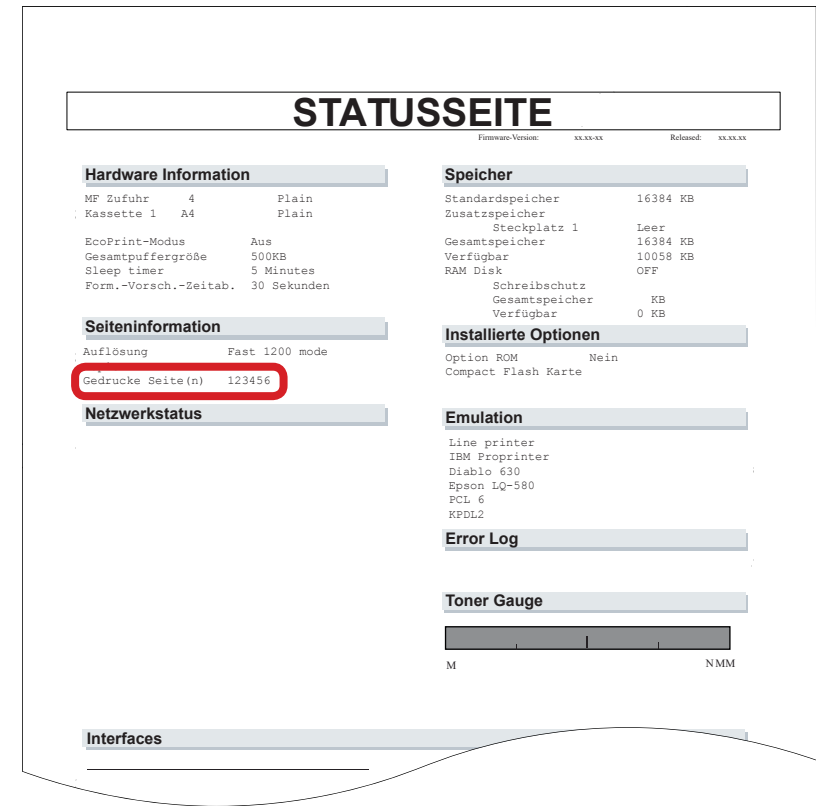 STATUSSEITE
Firmware-Version: xx.xx-xx Released: xx.xx.xx
Hardware Information
MF Zufuhr 4 Plain
Kassette 1 A4 Plain
EcoPrint-Modus Aus
Gesamtpuffergröße 500KB
Sleep timer 5 Minutes
Form.-Vorsch.-Zeitab. 30 Sekunden
Seiteninformation
Auflösung Fast 1200 mode
Gedrucke Seite(n) 123456
Netzwerkstatus
Speicher
Standardspeicher 16384 KB
Zusatzspeicher
Steckplatz 1 Leer
Gesamtspeicher 16384 KB
Verfügbar 10058 KB
RAM Disk OFF
Schreibschutz
Gesamtspeicher KB
Verfügbar 0 KB
Installierte Optionen
Option ROM Nein
Compact Flash Karte
Emulation
Line printer
IBM Proprinter
Diablo 630
Epson LQ-580
PCL 6
KPDL2
Error Log
Toner Gauge
M NMM
Interfaces